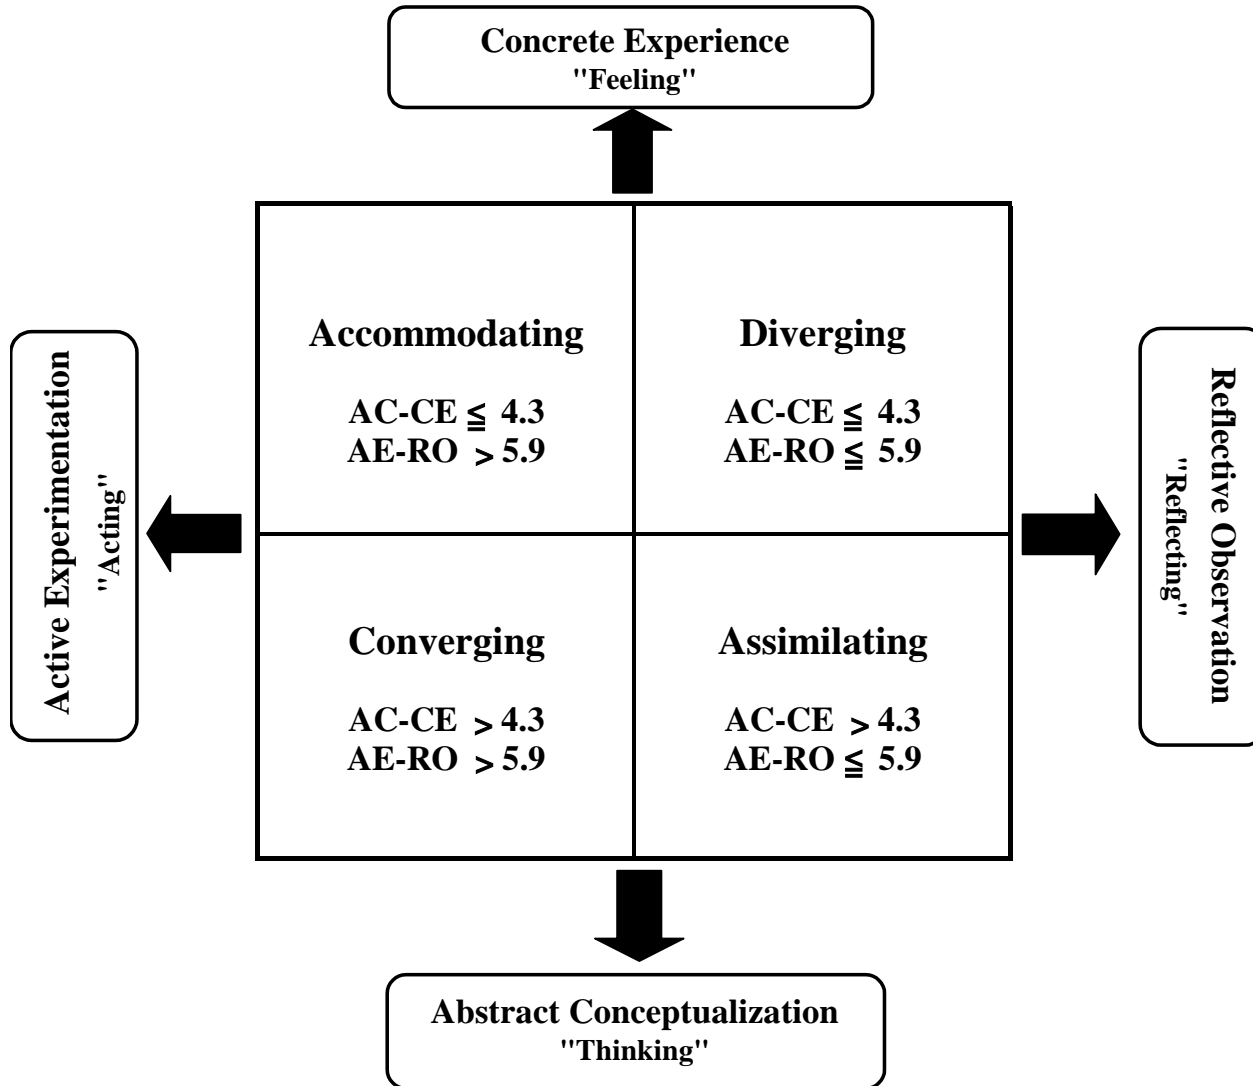 Concrete Experience
"Feeling"
Accommodating
AC-CE ≦ 4.3
AE-RO > 5.9
Diverging
AC-CE ≦ 4.3
AE-RO ≦ 5.9
Active Experimentation
"Acting"
Reflective Observation
"Reflecting"
Converging
AC-CE > 4.3
AE-RO > 5.9
Assimilating
AC-CE > 4.3
AE-RO ≦ 5.9
Abstract Conceptualization
"Thinking"